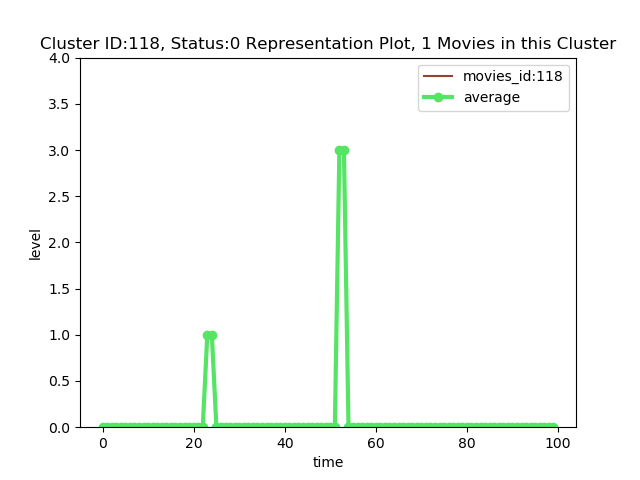 Cluster ID:118, Status:0 Representation Plot, 1 Movies in this Cluster
movies_id:118
average
4.0
3.5
3.0
2.5
2.0
1.5
1.0
0.5
0.0
level
0 20 40 60 80 100
time